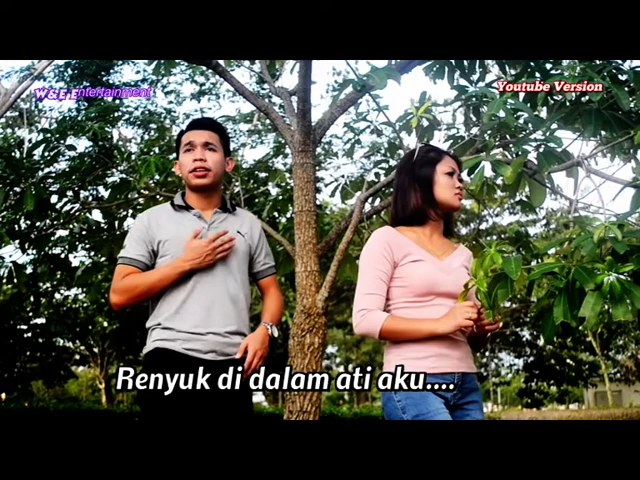 W&E Entertainment
Youtube Version
Renyuk di dalam ati aku....